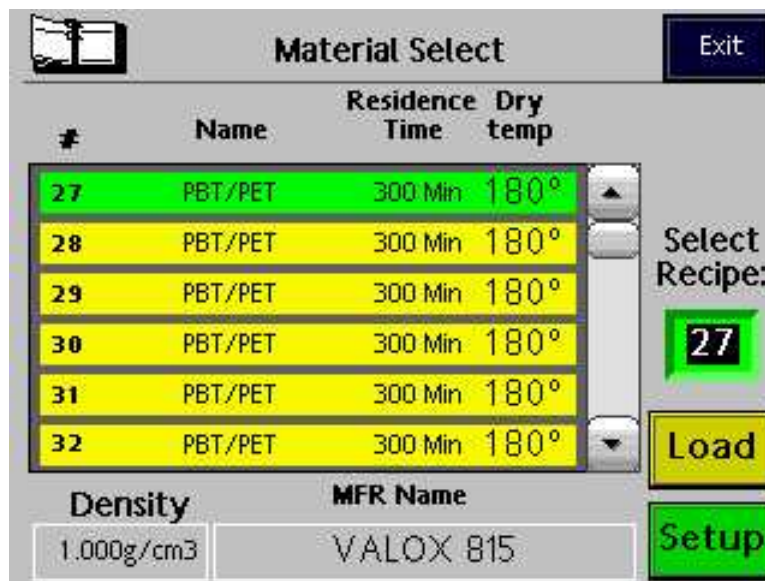 Material Select
Exit
# Name Residence Time Dry temp
27 PBT/PET 300 Min 180°
28 PBT/PET 300 Min 180°
29 PBT/PET 300 Min 180°
30 PBT/PET 300 Min 180°
31 PBT/PET 300 Min 180°
32 PBT/PET 300 Min 180°
Select
Recipe:
27
Load
Setup
Density
1.000g/cm3
MFR Name
VALOX 815